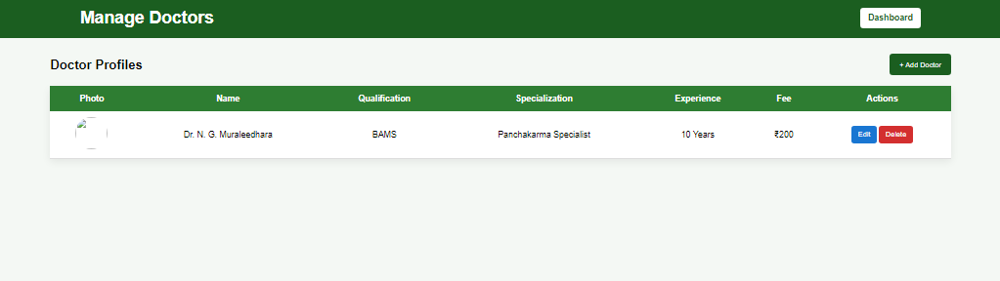 Manage Doctors Dashboard
Doctor Profiles + Add Doctor
Photo Name Qualification Specialization Experience Fee Actions
Dr. N. G. Muraleedhara BAMS Panchakarma Specialist 10 Years ₹200 Edit Delete